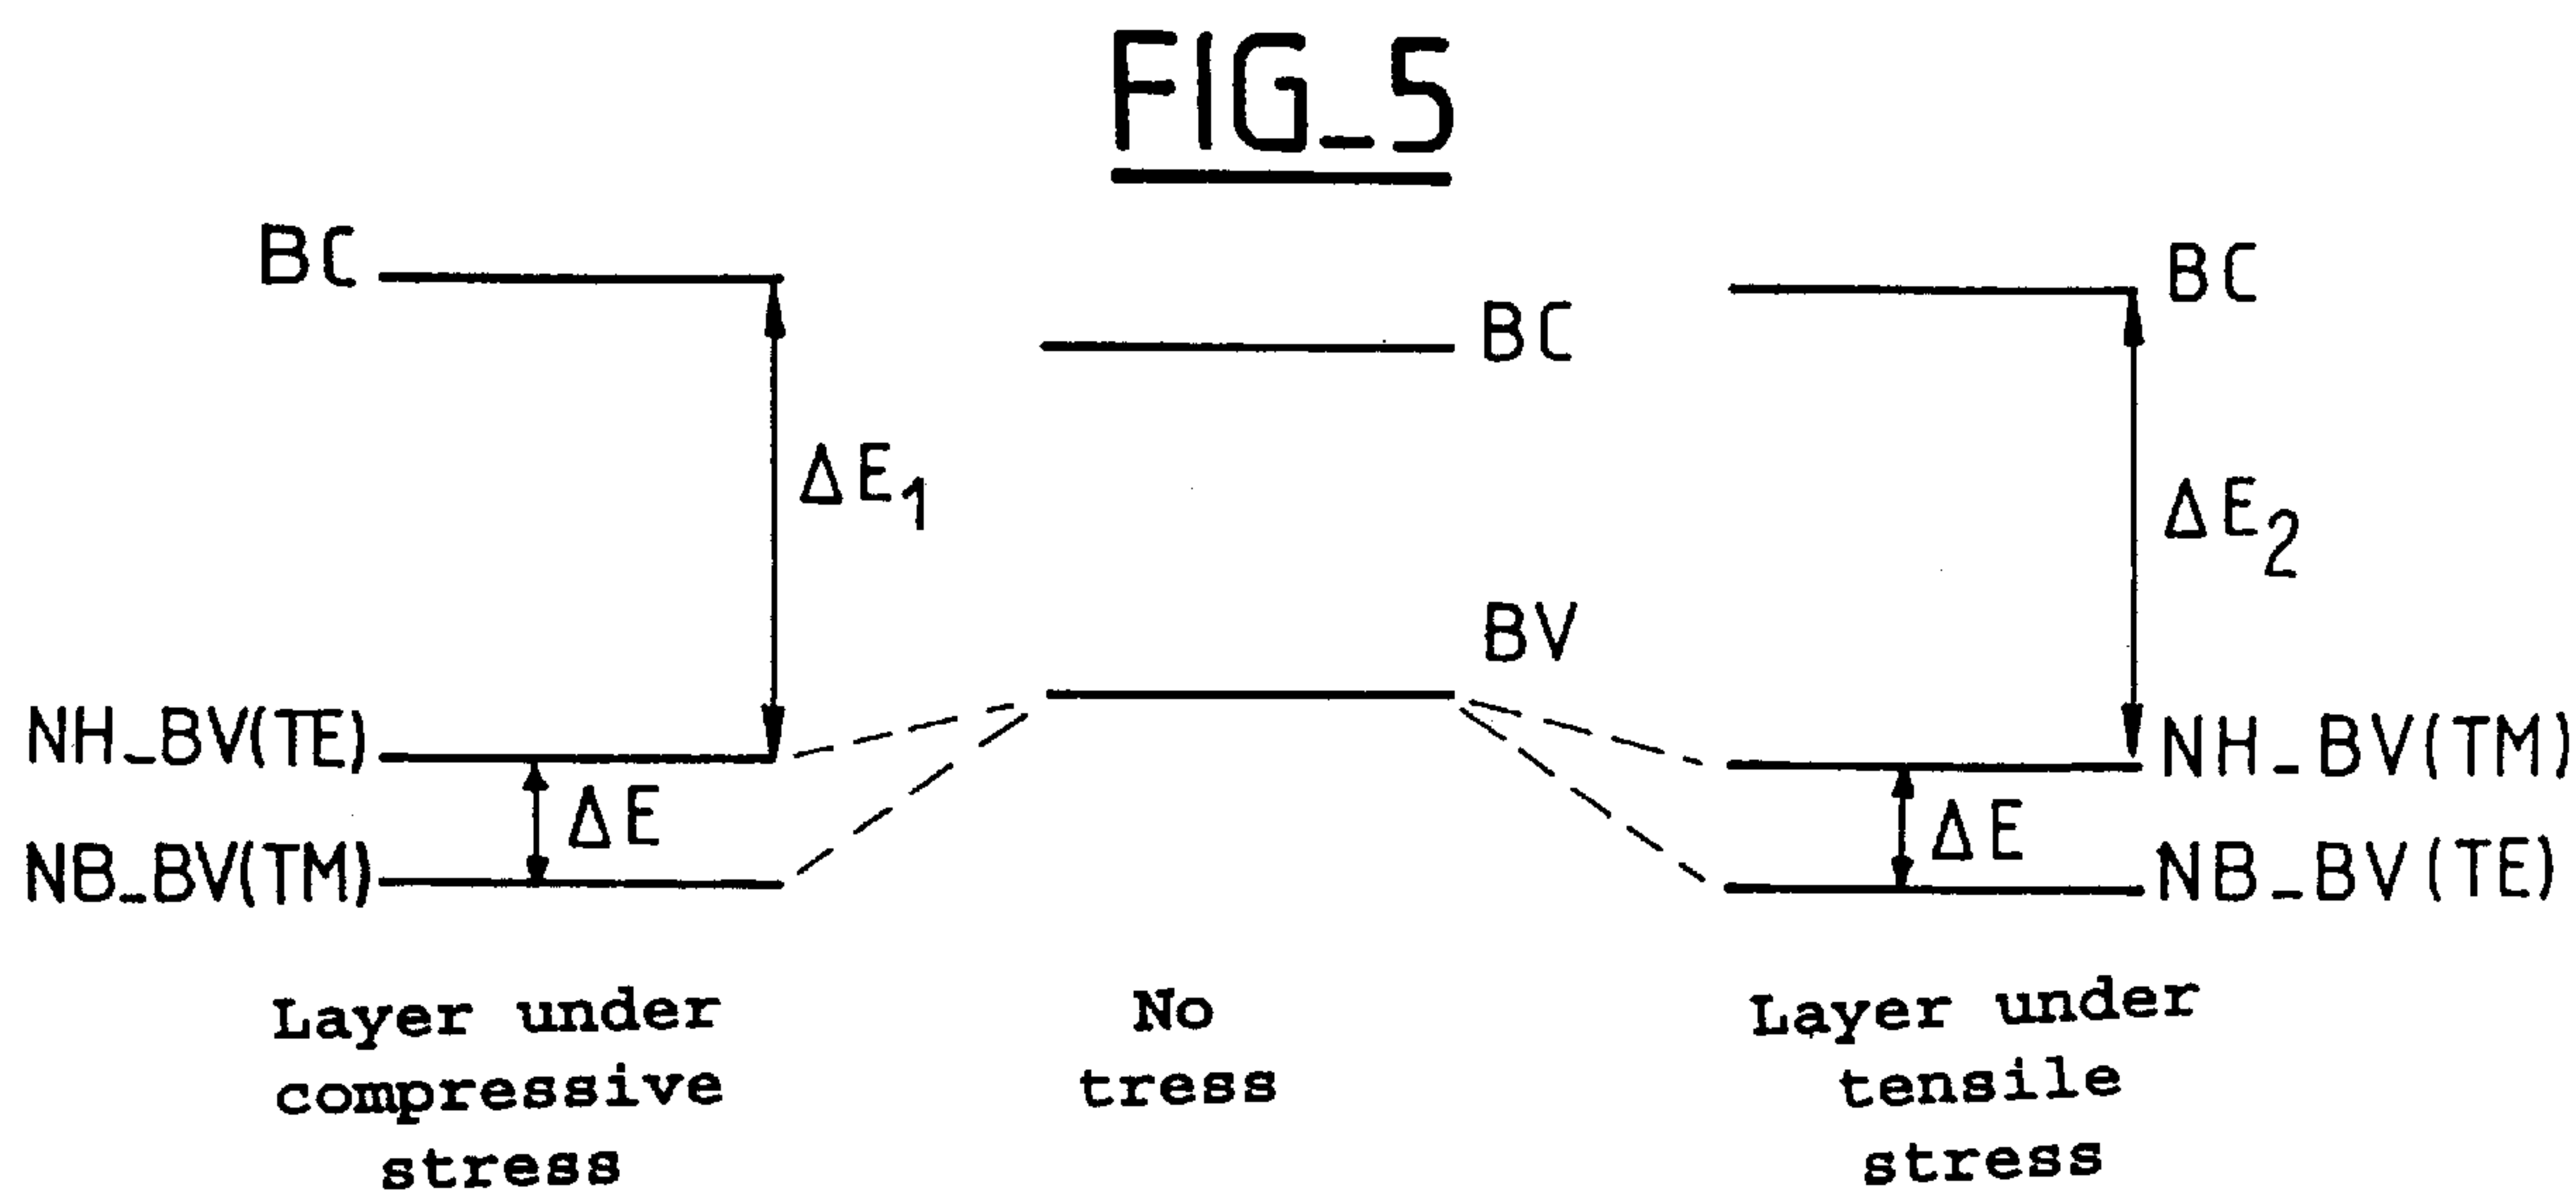 FIG_5
BC
ΔE1
NH_BV(TE)
ΔE
NB_BV(TM)
Layer under
compressive
stress
BC
BV
No
tress
BC
ΔE2
NH_BV(TM)
ΔE
NB_BV(TE)
Layer under
tensile
stress